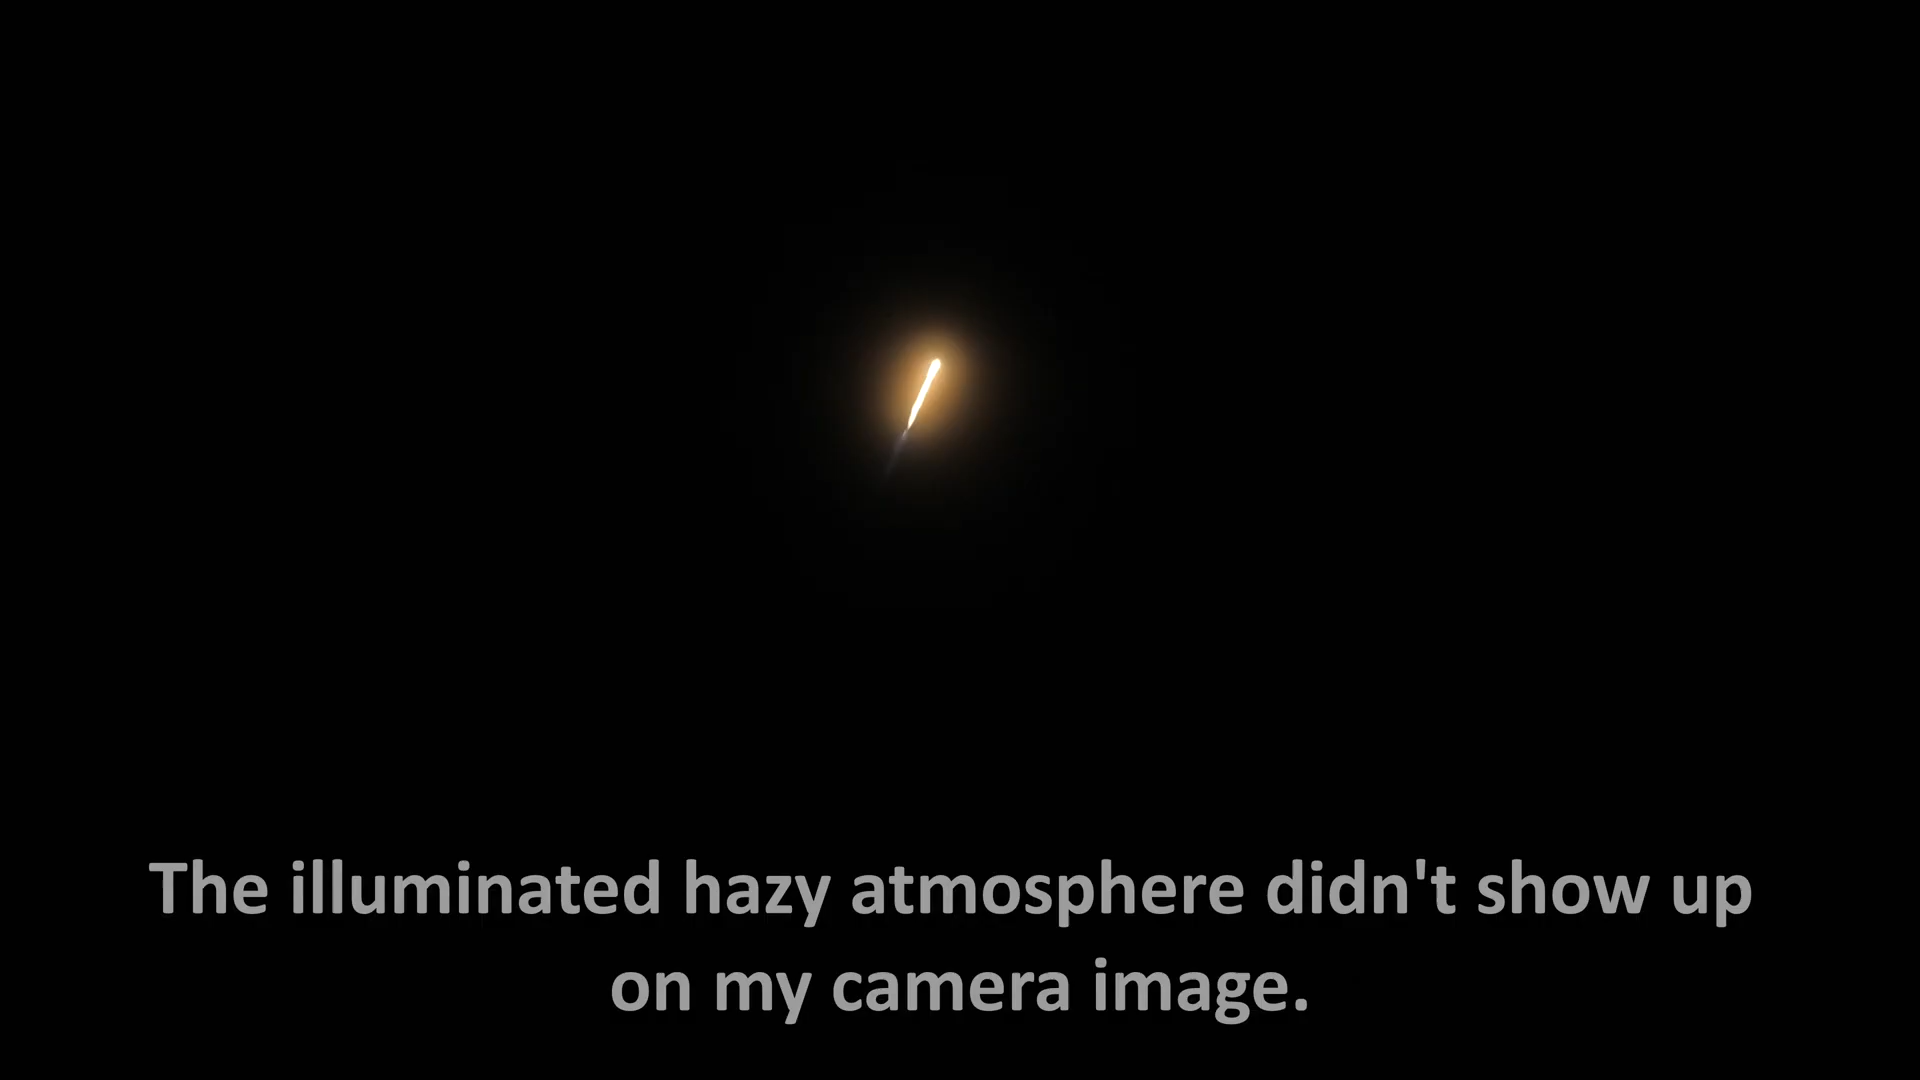 The illuminated hazy atmosphere didn't show up
on my camera image.